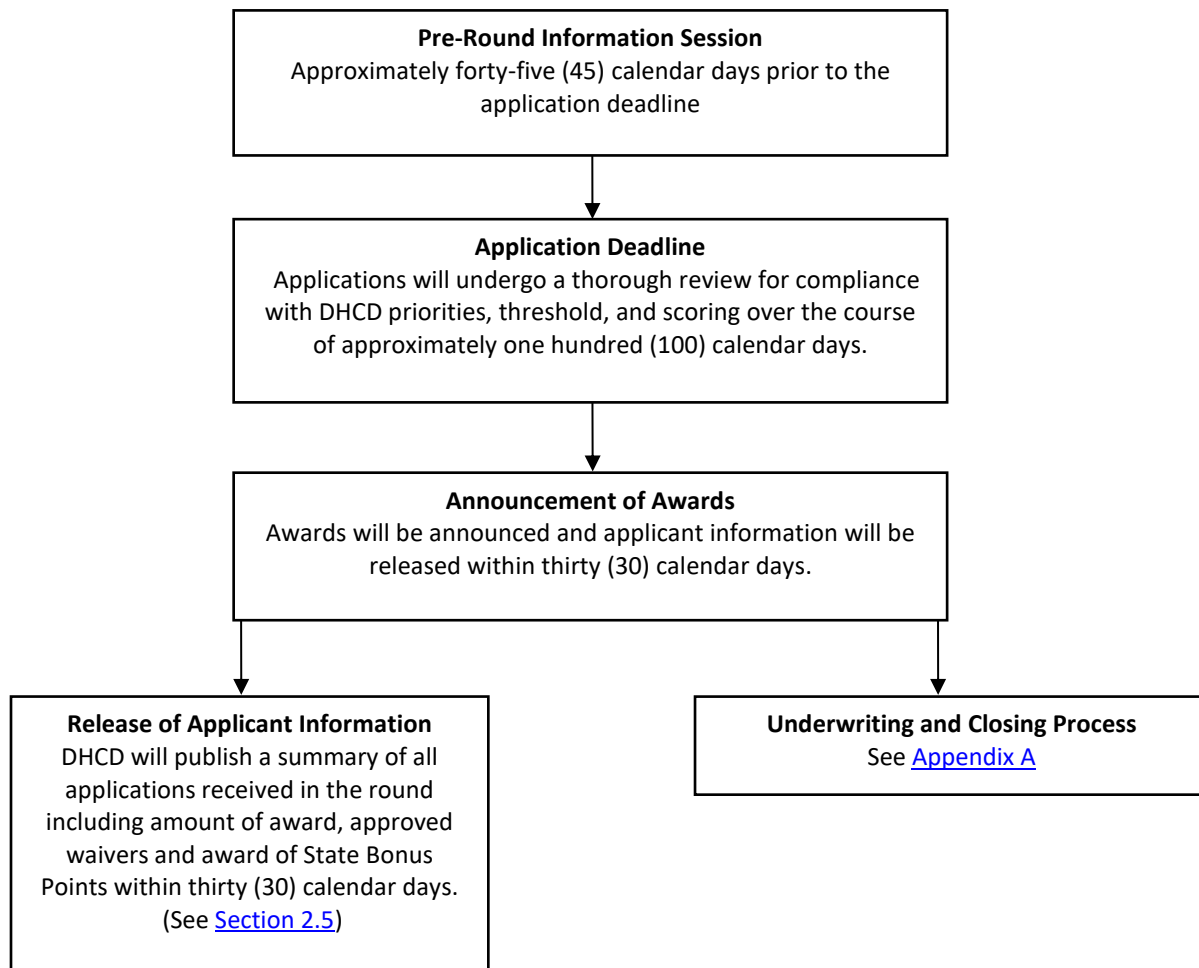 Pre-Round Information Session
Approximately forty-five (45) calendar days prior to the
application deadline
Application Deadline
Applications will undergo a thorough review for compliance
with DHCD priorities, threshold, and scoring over the course
of approximately one hundred (100) calendar days.
Announcement of Awards
Awards will be announced and applicant information will be
released within thirty (30) calendar days.
Release of Applicant Information
DHCD will publish a summary of all
applications received in the round
including amount of award, approved
waivers and award of State Bonus
Points within thirty (30) calendar days.
(See Section 2.5)
Underwriting and Closing Process
See Appendix A